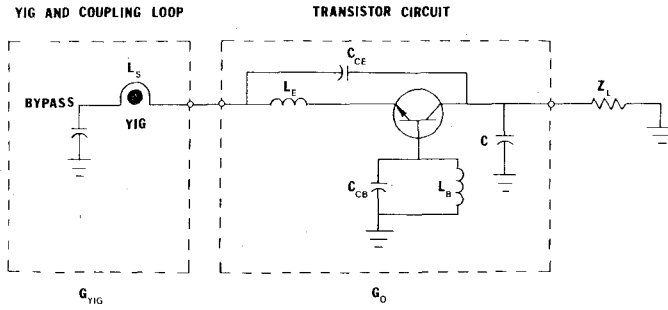 YIG AND COUPLING LOOP
TRANSISTOR CIRCUIT
C_CE
L_S
L_E
Z_L
BYPASS
YIG
C
C_CB
L_B
G_YIG
G_O